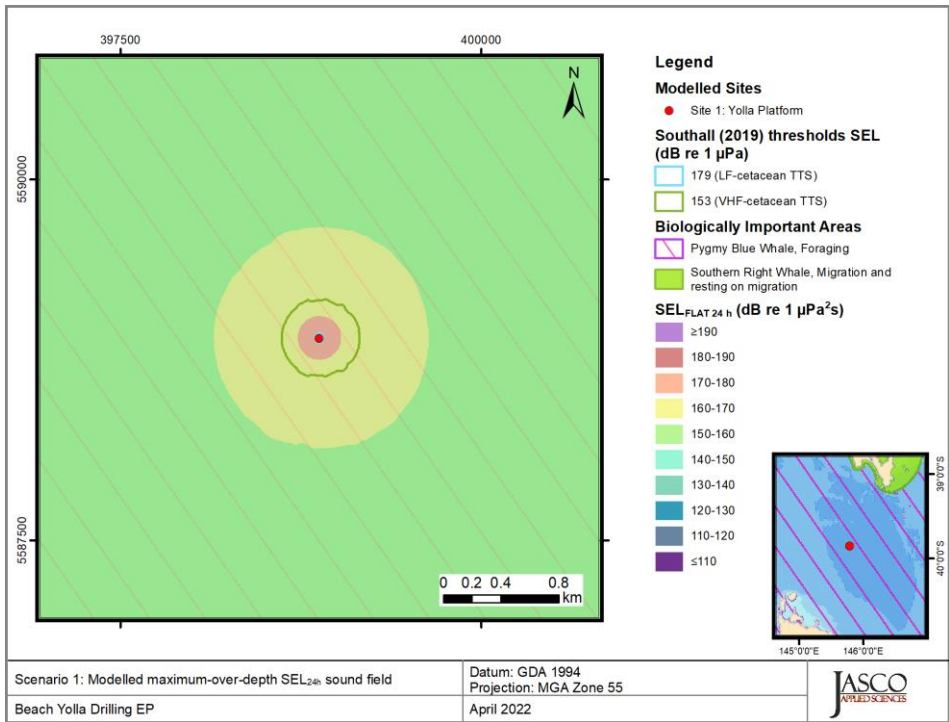 397500
400000
5590000
5587500
N
0 0.2 0.4 0.8
km
Legend
Modelled Sites
Site 1: Yolla Platform
Southall (2019) thresholds SEL
(dB re 1 µPa)
179 (LF-cetacean TTS)
153 (VHF-cetacean TTS)
Biologically Important Areas
Pygmy Blue Whale, Foraging
Southern Right Whale, Migration and
resting on migration
SELFLAT 24 h (dB re 1 µPa²s)
≥190
180-190
170-180
160-170
150-160
140-150
130-140
120-130
110-120
≤110
39°0'0"S
40°0'0"S
145°0'0"E 146°0'0"E
Scenario 1: Modelled maximum-over-depth SEL24h sound field
Beach Yolla Drilling EP
Datum: GDA 1994
Projection: MGA Zone 55
April 2022
JASCO
APPLIED SCIENCES